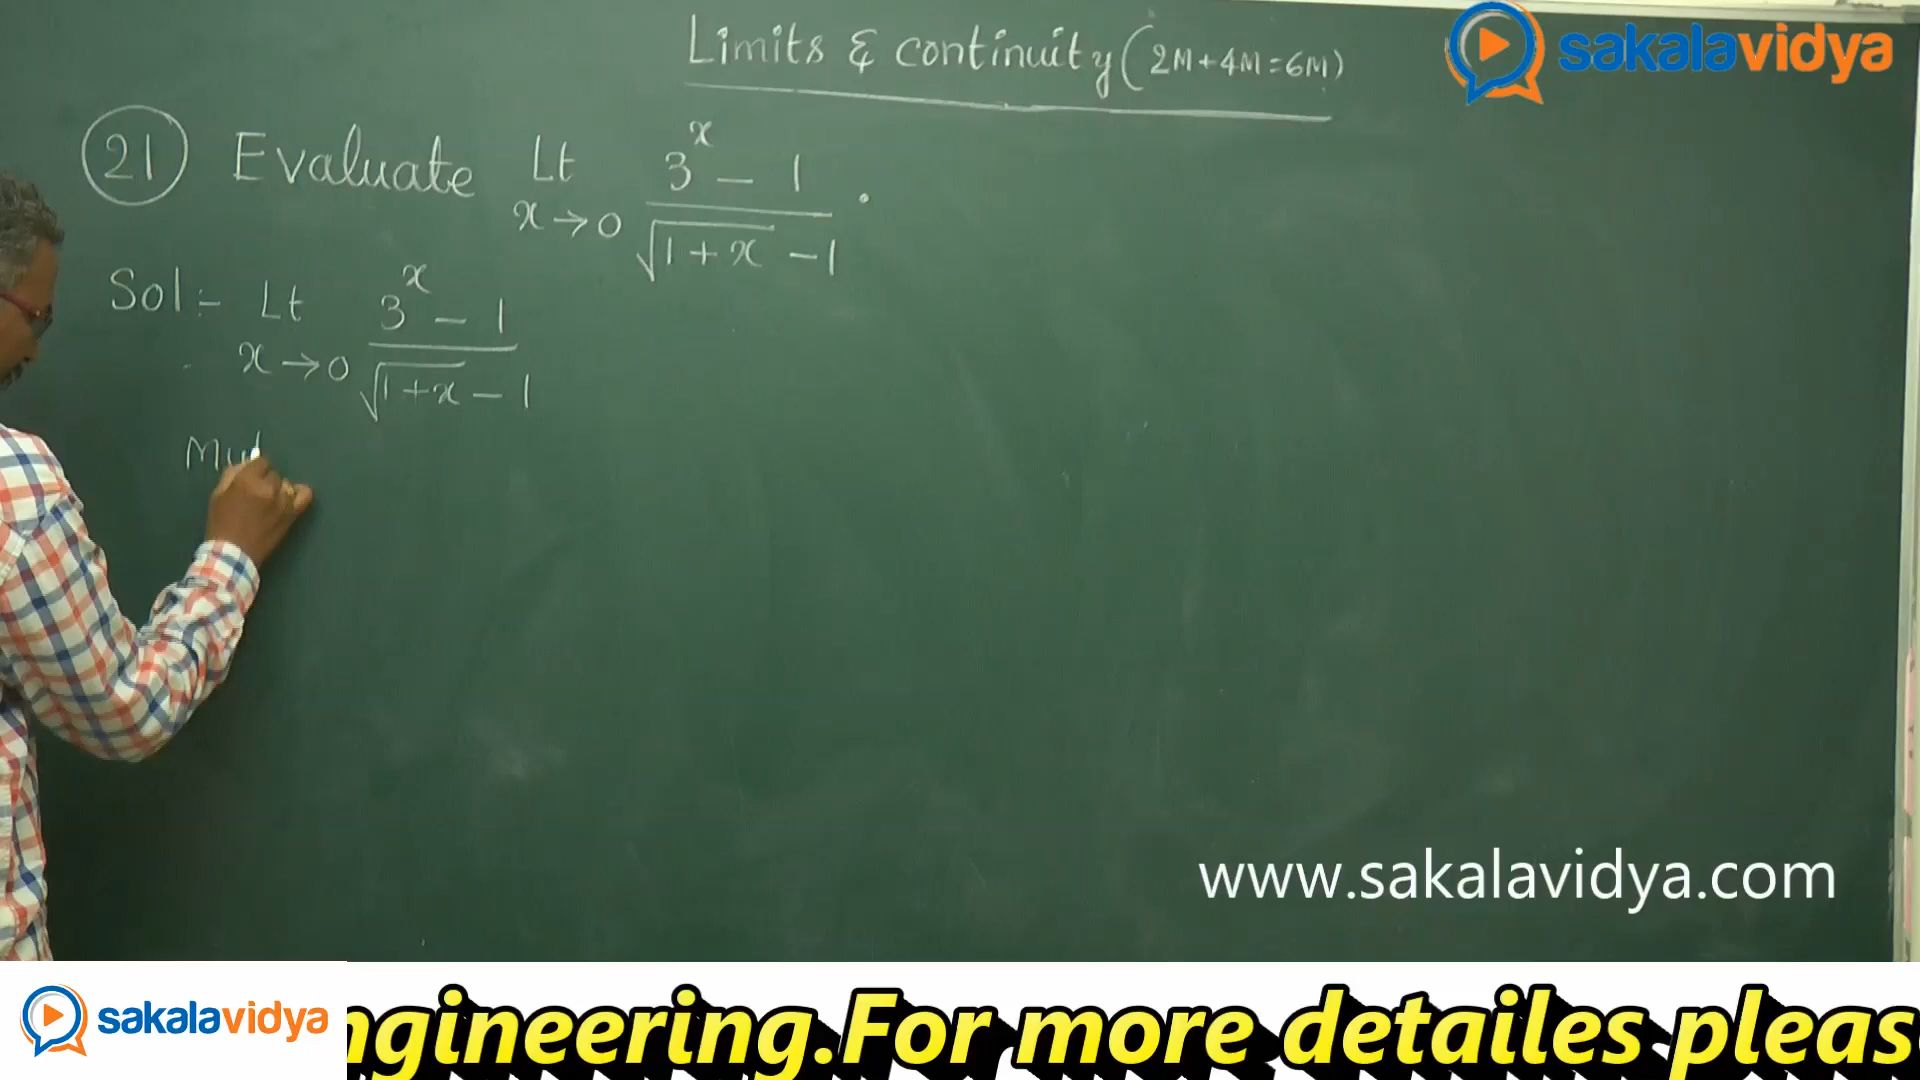 Limits & continuity (2M+4M=6M)
sakalavidya
21 Evaluate Lt x→0 3^x - 1 / √1+x - 1 .
Sol:- Lt x→0 3^x - 1 / √1+x - 1
www.sakalavidya.com
sakalavidya
ngineering.For more detailes pleas